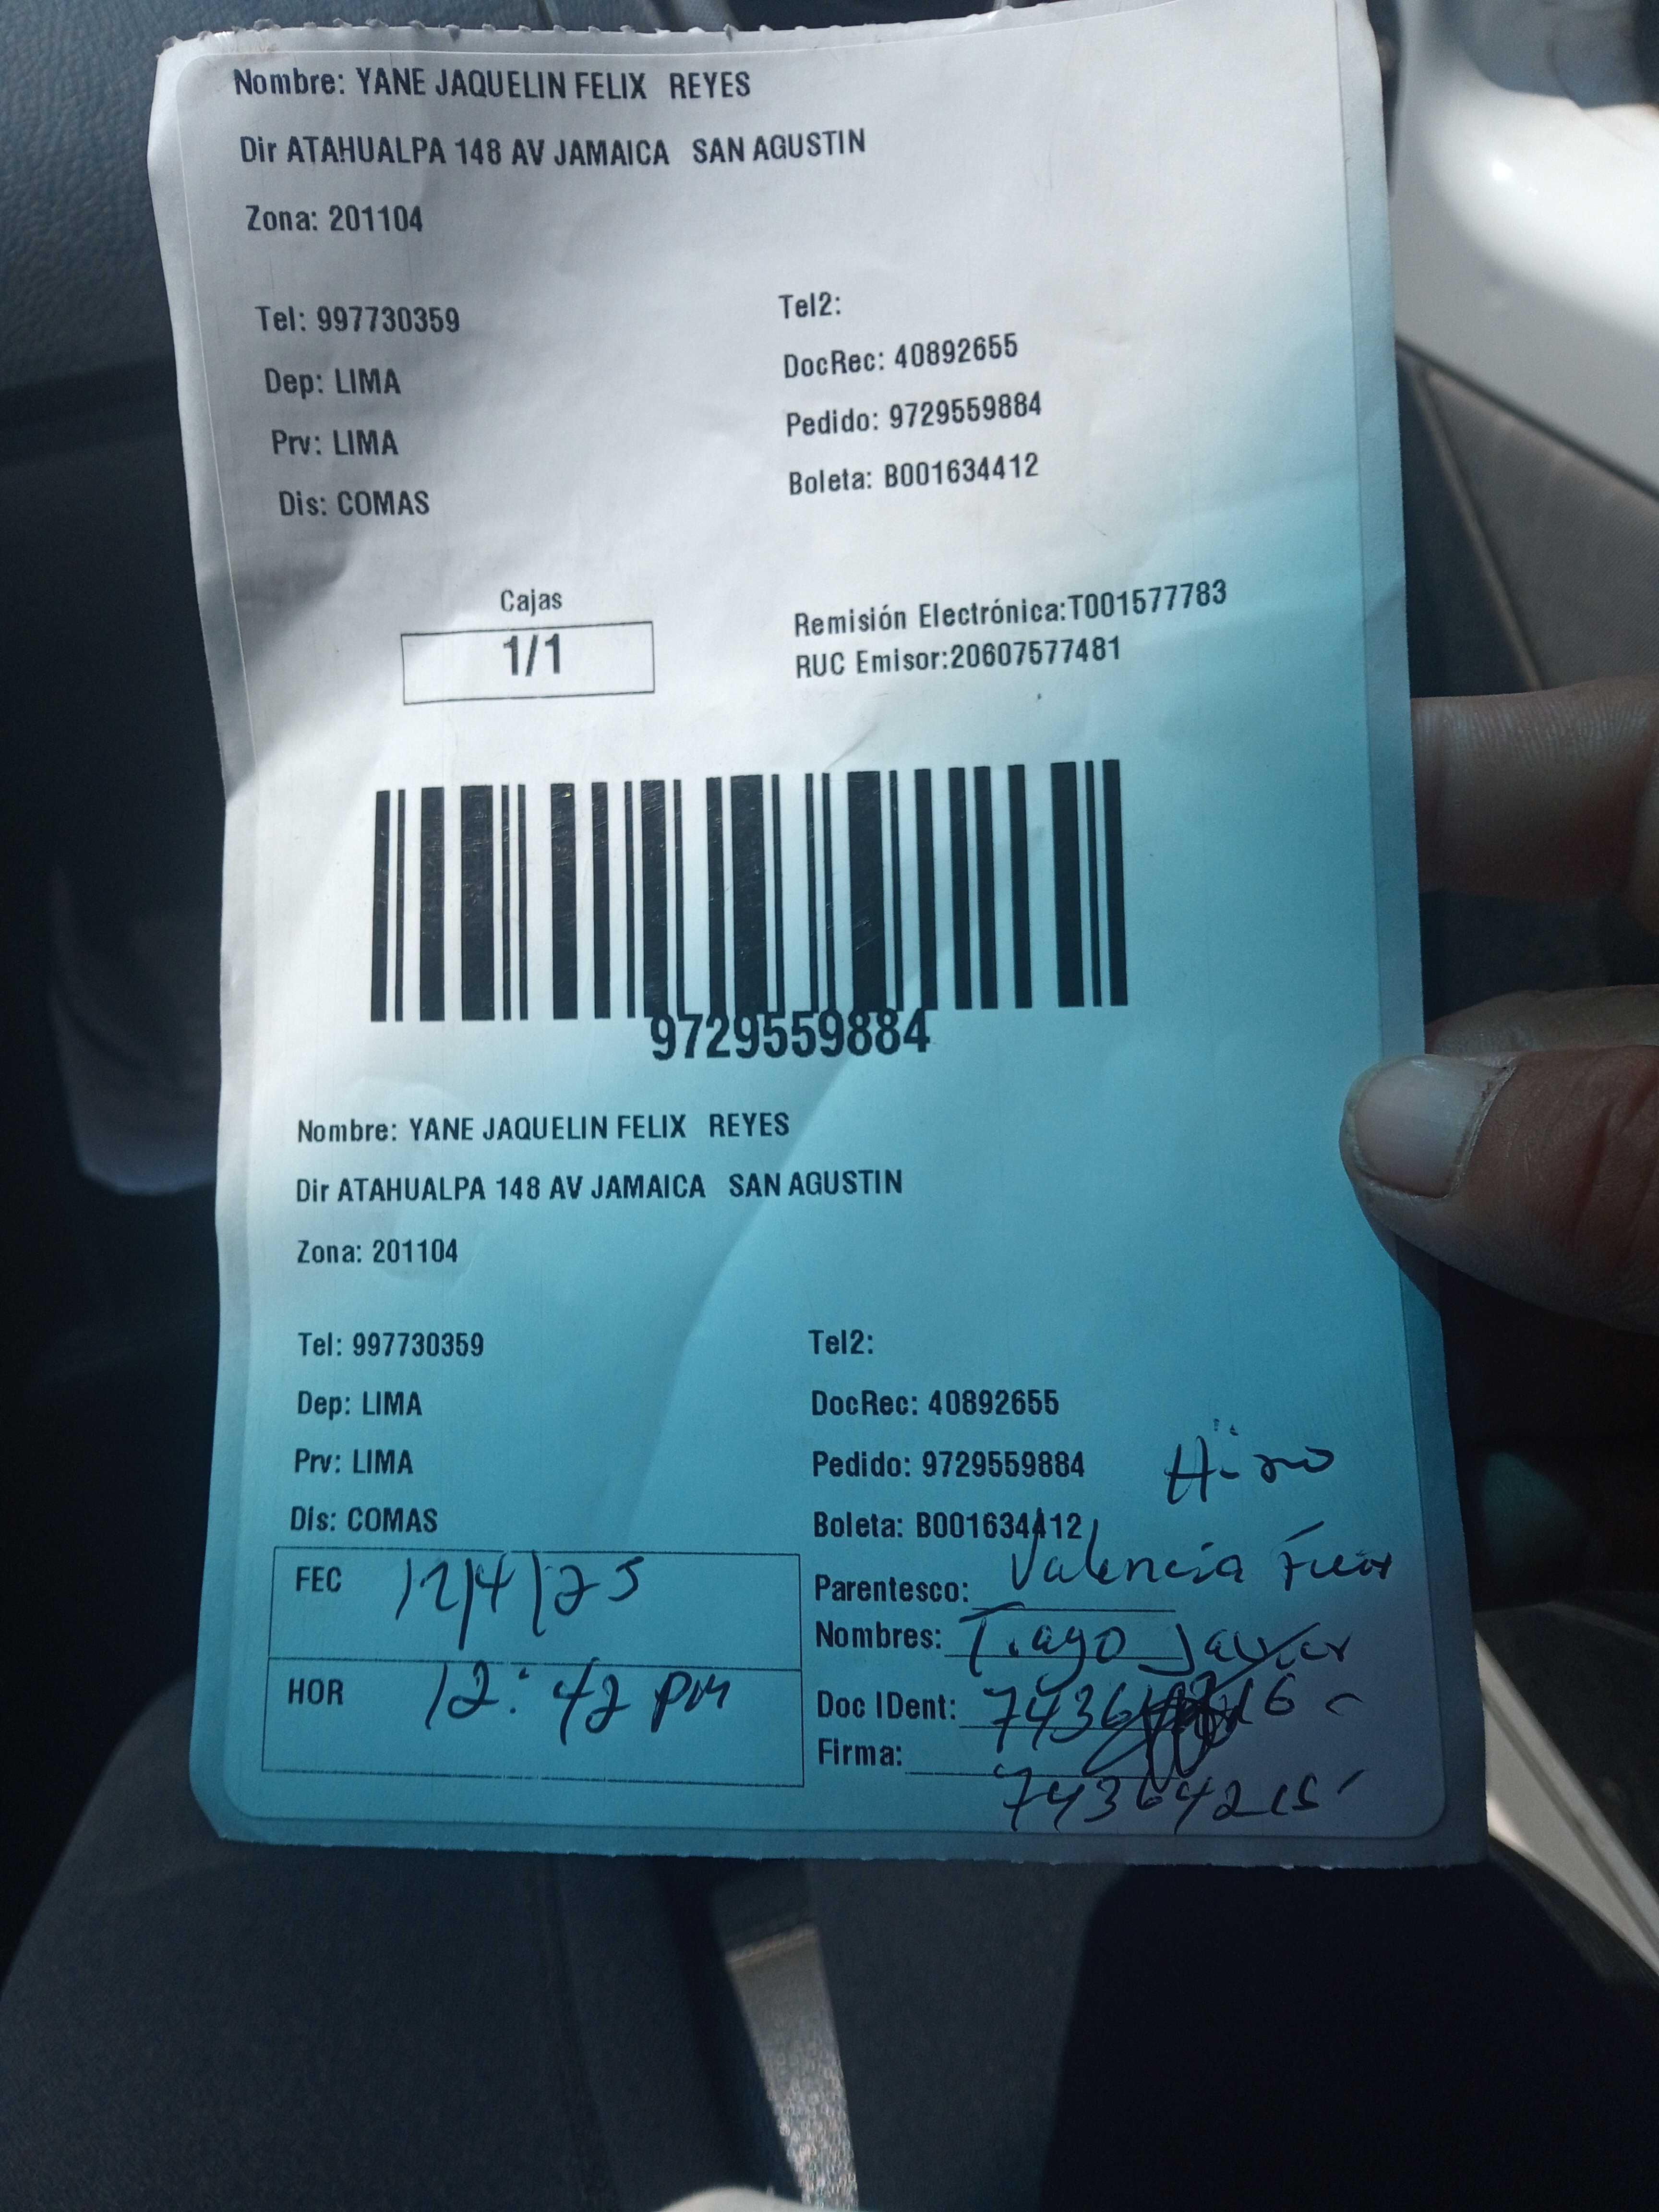 Nombre: YANE JAQUELIN FELIX REYES
Dir ATAHUALPA 148 AV JAMAICA SAN AGUSTIN
Zona: 201104
Tel: 997730359 Tel2:
Dep: LIMA DocRec: 40892655
Prv: LIMA Pedido: 9729559884
Dis: COMAS Boleta: B001634412
Cajas
1/1
Remisión Electrónica:T001577783
RUC Emisor:20607577481
9729559884
Nombre: YANE JAQUELIN FELIX REYES
Dir ATAHUALPA 148 AV JAMAICA SAN AGUSTIN
Zona: 201104
Tel: 997730359 Tel2:
Dep: LIMA DocRec: 40892655
Prv: LIMA Pedido: 9729559884
Dis: COMAS Boleta: B001634412
FEC 12/4/25
HOR 12:42 PM
Parentesco: Valencia
Nombres: Tiago Javier
Doc IDent:
Firma:
74364215